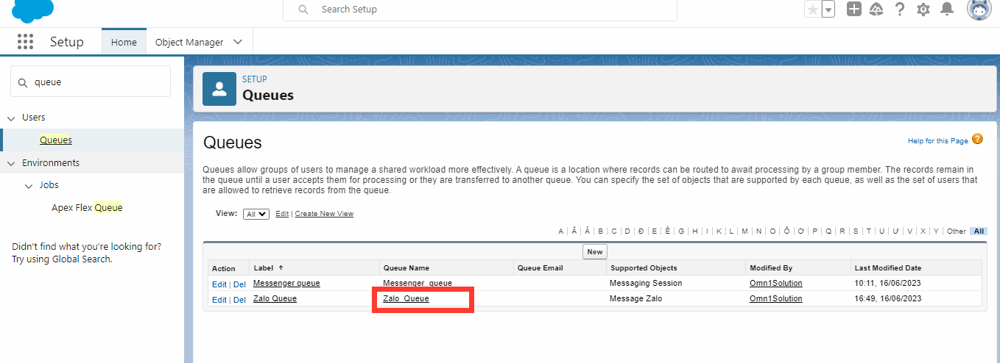 Search Setup
Setup
Home
Object Manager
queue
Users
Queues
Environments
Jobs
Apex Flex Queue
Didn't find what you're looking for?
Try using Global Search.
SETUP
Queues
Queues
Help for this Page ?
Queues allow groups of users to manage a shared workload more effectively. A queue is a location where records can be routed to await processing by a group member. The records remain in
the queue until a user accepts them for processing or they are transferred to another queue. You can specify the set of objects that are supported by each queue, as well as the set of users that
are allowed to retrieve records from the queue.
View: All Edit | Create New View
A | Ă | Â | B | C | D | Đ | E | Ê | G | H | I | K | L | M | N | O | Ô | Ơ | P | Q | R | S | T | U | Ư | V | X | Y | Other | All
New
Action Label ↑ Queue Name Queue Email Supported Objects Modified By Last Modified Date
Edit | Del Messenger queue Messenger_queue Messaging Session Omn1Solution 10:11, 16/06/2023
Edit | Del Zalo Queue Zalo_Queue Message Zalo Omn1Solution 16:49, 16/06/2023